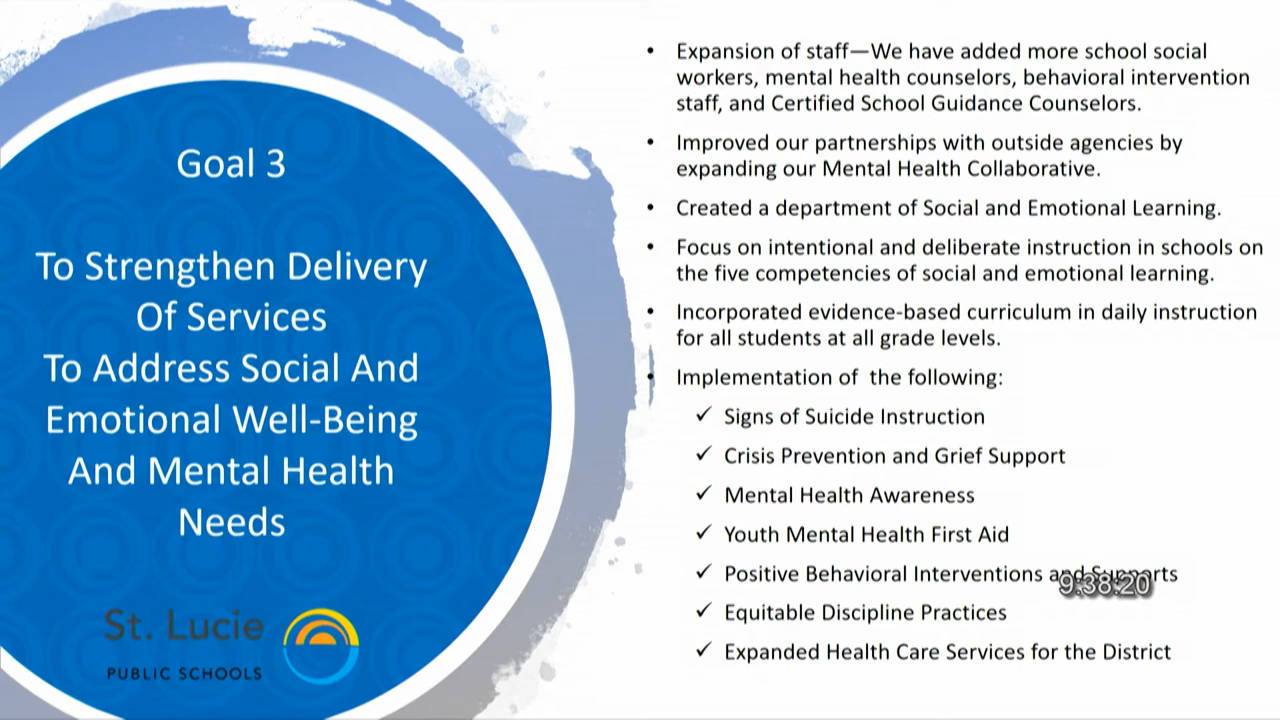 Goal 3
To Strengthen Delivery
Of Services
To Address Social And
Emotional Well-Being
And Mental Health
Needs
St. Lucie
PUBLIC SCHOOLS
• Expansion of staff—We have added more school social
workers, mental health counselors, behavioral intervention
staff, and Certified School Guidance Counselors.
• Improved our partnerships with outside agencies by
expanding our Mental Health Collaborative.
• Created a department of Social and Emotional Learning.
• Focus on intentional and deliberate instruction in schools on
the five competencies of social and emotional learning.
• Incorporated evidence-based curriculum in daily instruction
for all students at all grade levels.
• Implementation of  the following:
✓ Signs of Suicide Instruction
✓ Crisis Prevention and Grief Support
✓ Mental Health Awareness
✓ Youth Mental Health First Aid
✓ Positive Behavioral Interventions and Supports
9:38:20
✓ Equitable Discipline Practices
✓ Expanded Health Care Services for the District